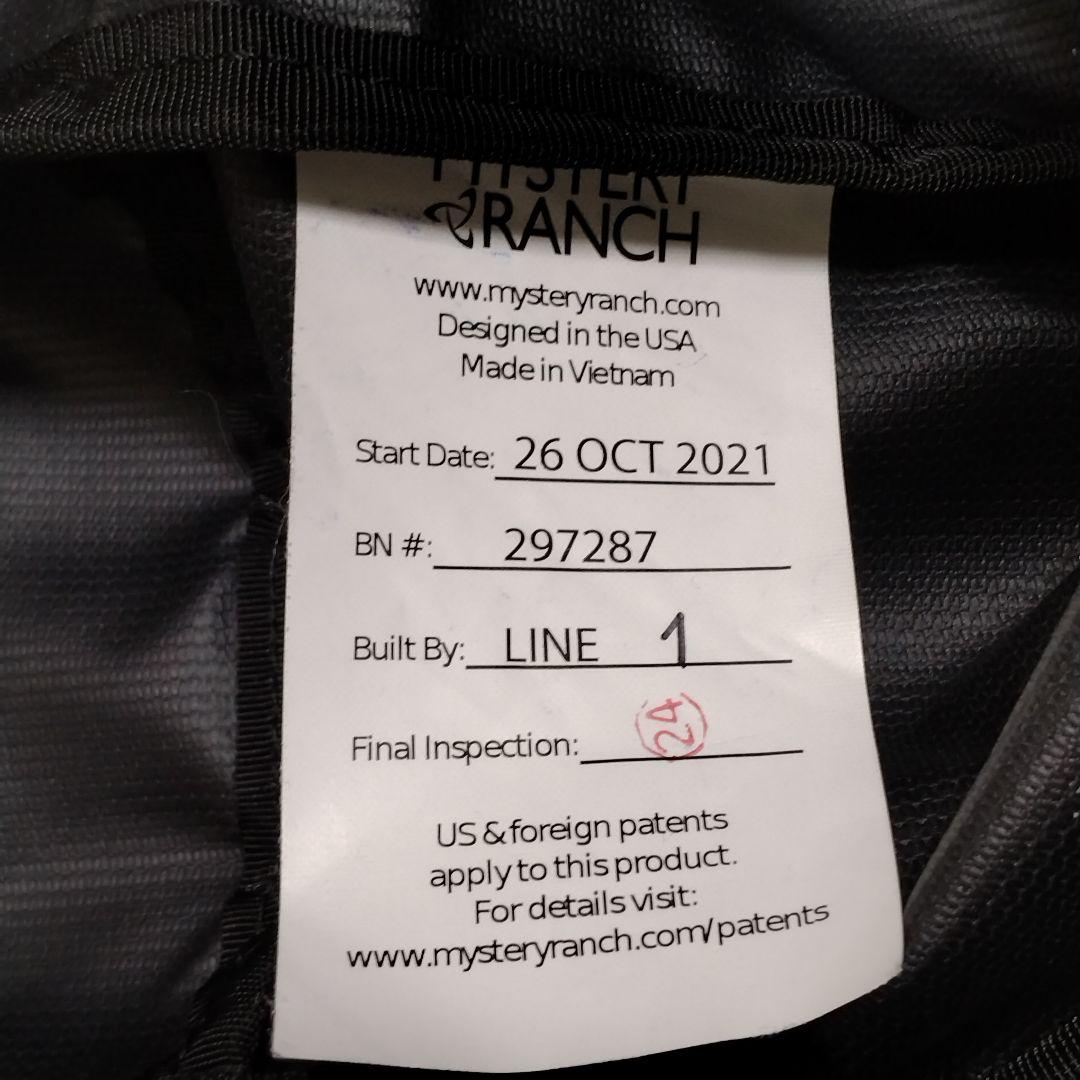 MYSTERY
RANCH
www.mysteryranch.com
Designed in the USA
Made in Vietnam
Start Date: 26 OCT 2021
BN #: 297287
Built By: LINE 1
Final Inspection: 24
US & foreign patents
apply to this product.
For details visit:
www.mysteryranch.com/patents